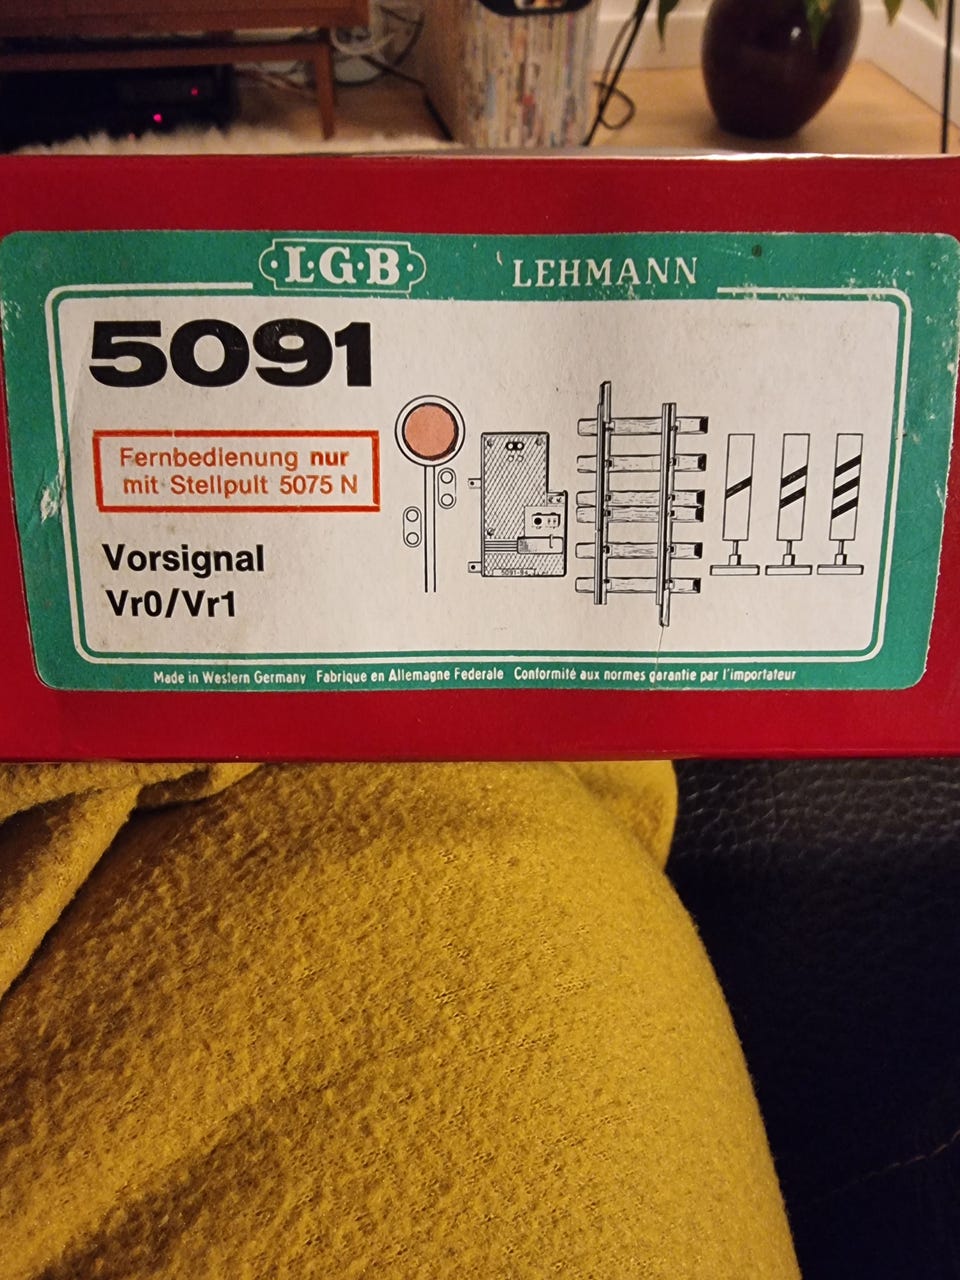 L·G·B
LEHMANN
5091
Fernbedienung nur
mit Stellpult 5075 N
Vorsignal
Vr0/Vr1
Made in Western Germany Fabrique en Allemagne Federale Conformité aux normes garantie par l'importateur